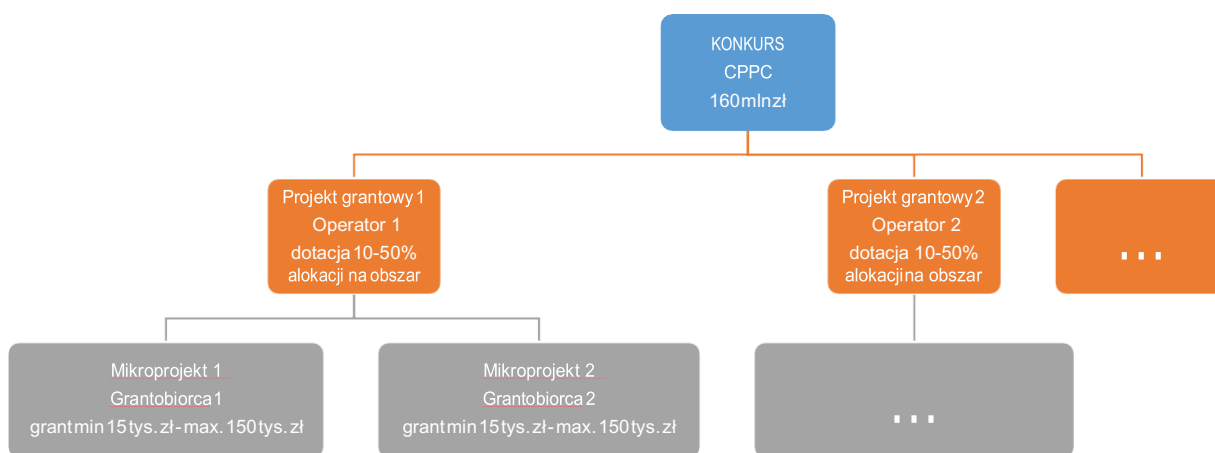 KONKURS
CPPC
160 mln zł
Projekt grantowy 1
Operator 1
dotacja 10-50%
alokacji na obszar
Projekt grantowy 2
Operator 2
dotacja 10-50%
alokacji na obszar
...
Mikroprojekt 1
Grantobiorca 1
grant min 15 tys. zł - max. 150 tys. zł
Mikroprojekt 2
Grantobiorca 2
grant min 15 tys. zł - max. 150 tys. zł
...